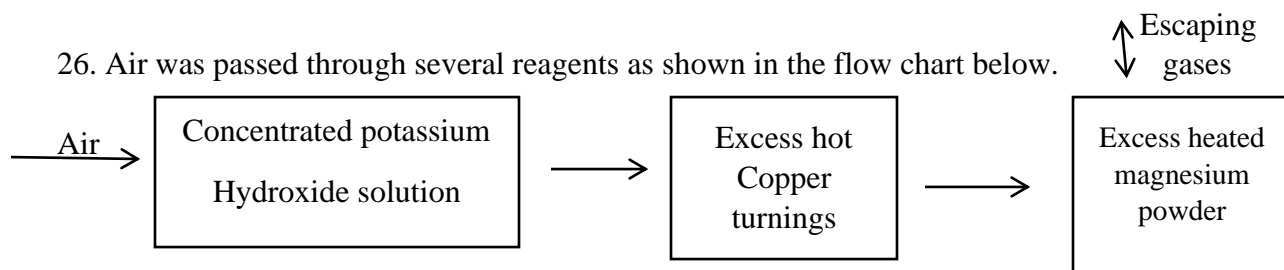 Escaping
gases
26. Air was passed through several reagents as shown in the flow chart below.
Air
Concentrated potassium
Hydroxide solution
Excess hot
Copper
turnings
Excess heated
magnesium
powder